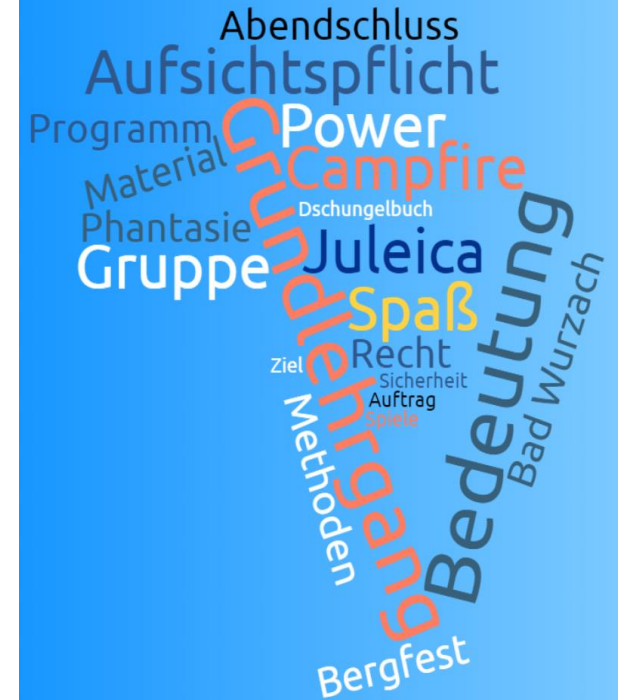 Abendschluss
Aufsichtspflicht
Programm
Power
Material
Campfire
Grundlehrgang
Dschungelbuch
Phantasie
Gruppe
Juleica
Bedeutung
Bad Wurzach
Spaß
Ziel
Recht
Sicherheit
Auftrag
Spiele
Methoden
Bergfest